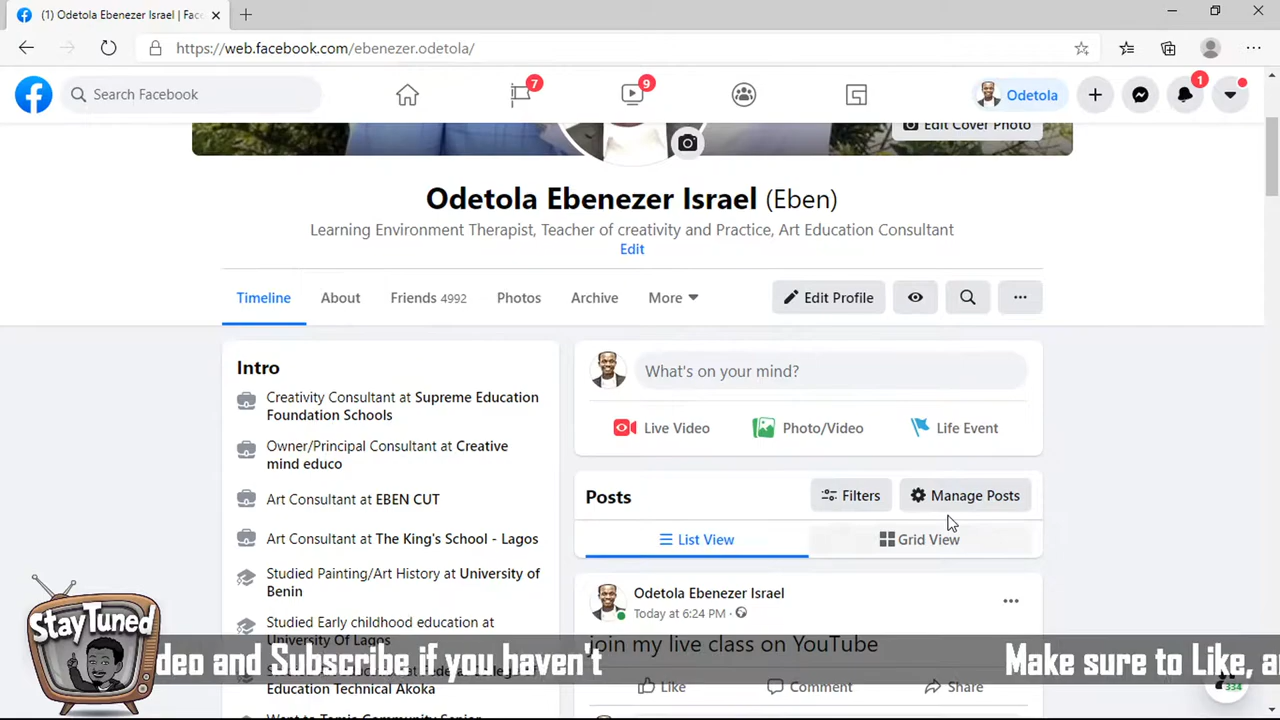 (1) Odetola Ebenezer Israel | Fac
https://web.facebook.com/ebenezer.odetola/
Search Facebook
7
9
Odetola
1
Edit Cover Photo
Odetola Ebenezer Israel (Eben)
Learning Environment Therapist, Teacher of creativity and Practice, Art Education Consultant
Edit
Timeline
About
Friends 4992
Photos
Archive
More
Edit Profile
Intro
Creativity Consultant at Supreme Education
Foundation Schools
Owner/Principal Consultant at Creative
mind educo
Art Consultant at EBEN CUT
Art Consultant at The King's School - Lagos
Studied Painting/Art History at University of
Benin
Studied Early childhood education at
University Of Lagos
Education Technical Akoka
What's on your mind?
Live Video
Photo/Video
Life Event
Posts
Filters
Manage Posts
List View
Grid View
Odetola Ebenezer Israel
Today at 6:24 PM
join my live class on YouTube
Like
Comment
Share
334
StayTuned
deo and Subscribe if you haven't
Make sure to Like, a